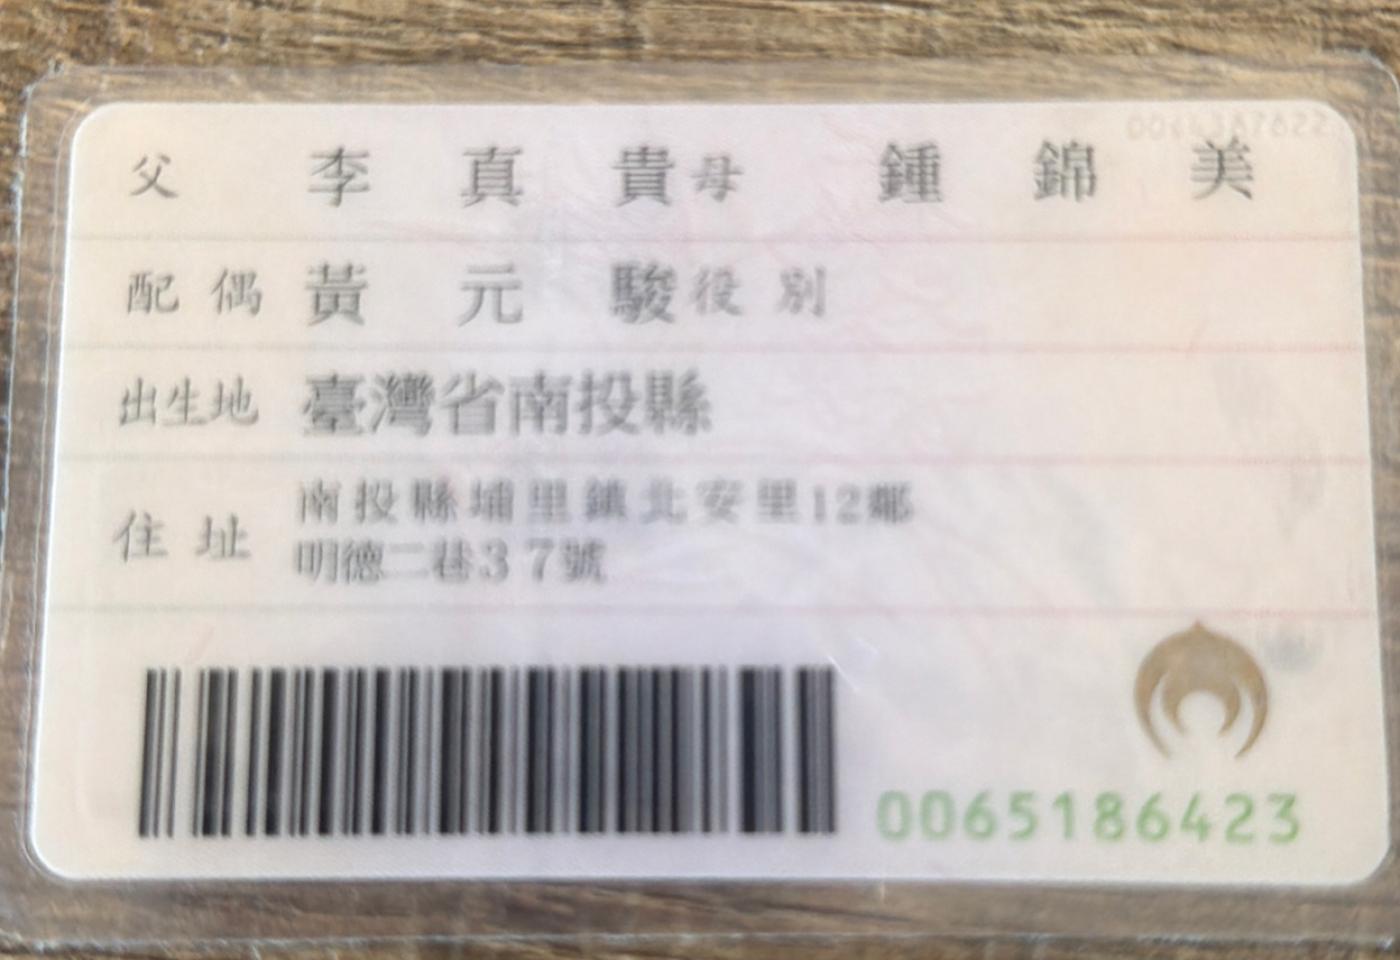 父 李真貴 母 鍾錦美
配偶 黃元駿 役別
出生地 臺灣省南投縣
住址 南投縣埔里鎮北安里12鄰
明德二巷37號
0065186423